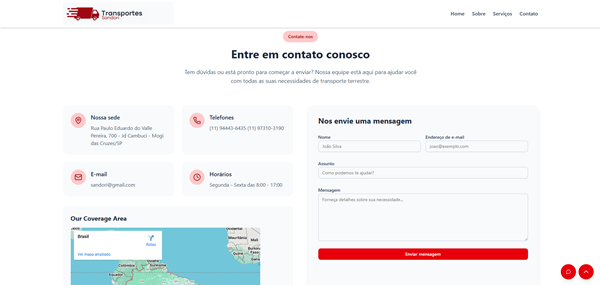 Transportes
Sandori
Home
Sobre
Serviços
Contato
Contate-nos
Entre em contato conosco
Tem dúvidas ou está pronto para começar a enviar? Nossa equipe está aqui para ajudar você
com todas as suas necessidades de transporte terrestre.
Nossa sede
Rua Paulo Eduardo do Valle
Pereira, 700 - Jd Cambuci - Mogi
das Cruzes/SP
Telefones
(11) 94443-6435 (11) 97310-3190
E-mail
sandori@gmail.com
Horários
Segunda - Sexta das 8:00 - 17:00
Our Coverage Area
Brasil
Rotas
Ver mapa ampliado
Mauritânia
Mali
Guiana
Colômbia
Equador
Nos envie uma mensagem
Nome
João Silva
Endereço de e-mail
joao@exemplo.com
Assunto
Como podemos te ajudar?
Mensagem
Forneça detalhes sobre sua necessidade...
Enviar mensagem